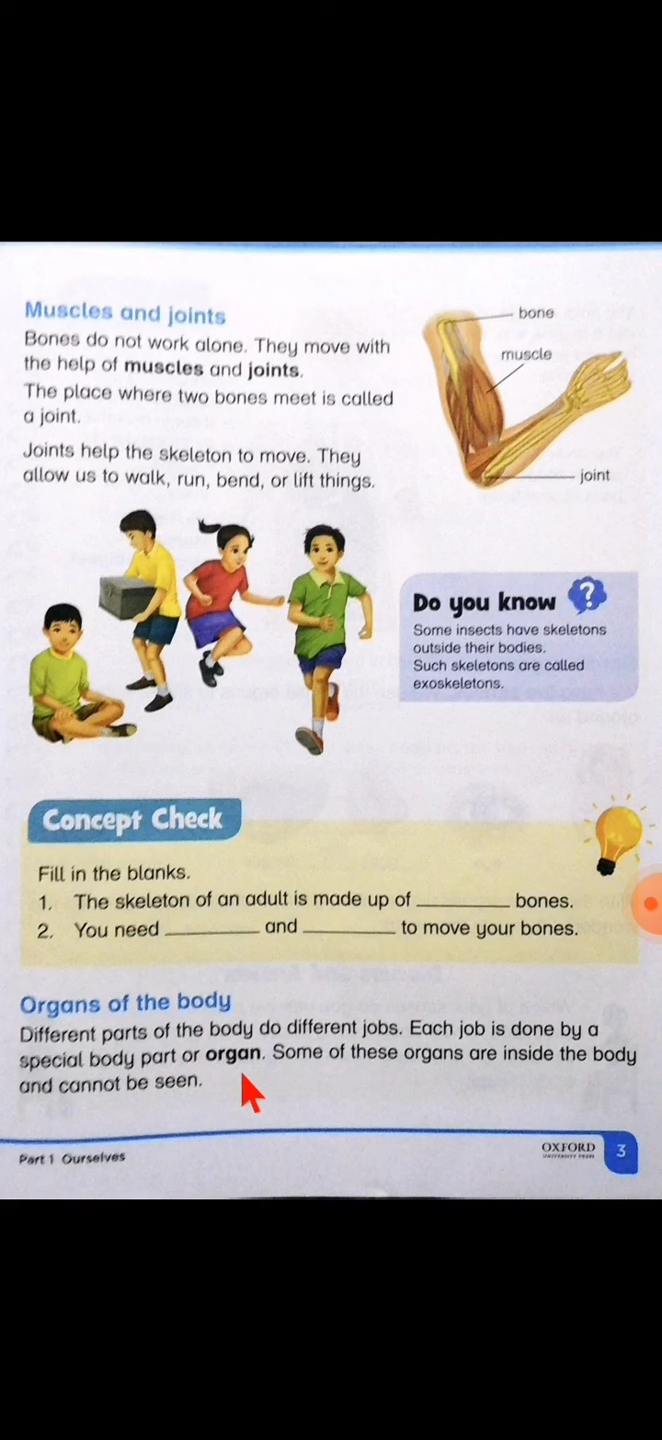 Muscles and joints
Bones do not work alone. They move with
the help of muscles and joints.
The place where two bones meet is called
a joint.
Joints help the skeleton to move. They
allow us to walk, run, bend, or lift things.
bone
muscle
joint
Do you know ?
Some insects have skeletons
outside their bodies.
Such skeletons are called
exoskeletons.
Concept Check
Fill in the blanks.
1. The skeleton of an adult is made up of __________ bones.
2. You need __________ and __________ to move your bones.
Organs of the body
Different parts of the body do different jobs. Each job is done by a
special body part or organ. Some of these organs are inside the body
and cannot be seen.
Part 1 Ourselves
OXFORD
UNIVERSITY PRESS
3